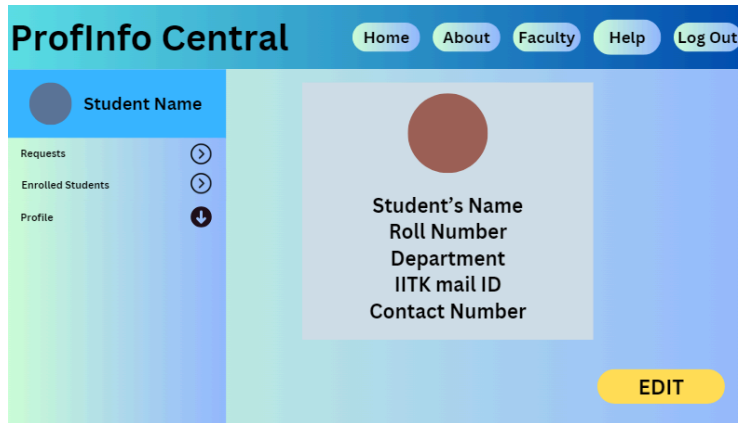 ProfInfo Central
Home About Faculty Help Log Out
Student Name
Requests
Enrolled Students
Profile
Student’s Name
Roll Number
Department
IITK mail ID
Contact Number
EDIT